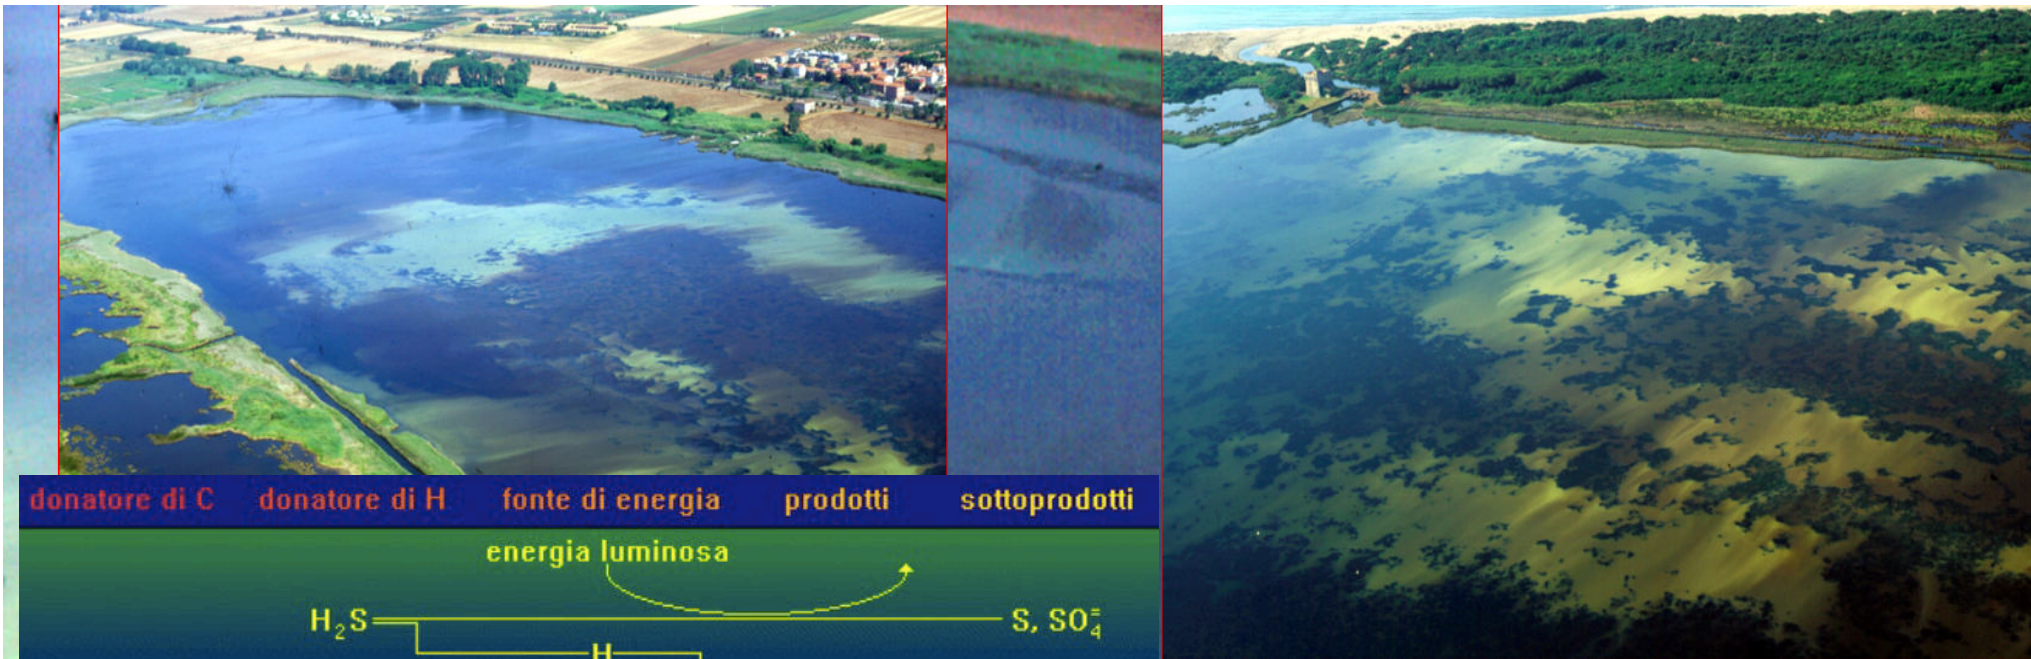 donatore di C donatore di H fonte di energia prodotti sottoprodotti
energia luminosa
H₂S S, SO₄⁼
H